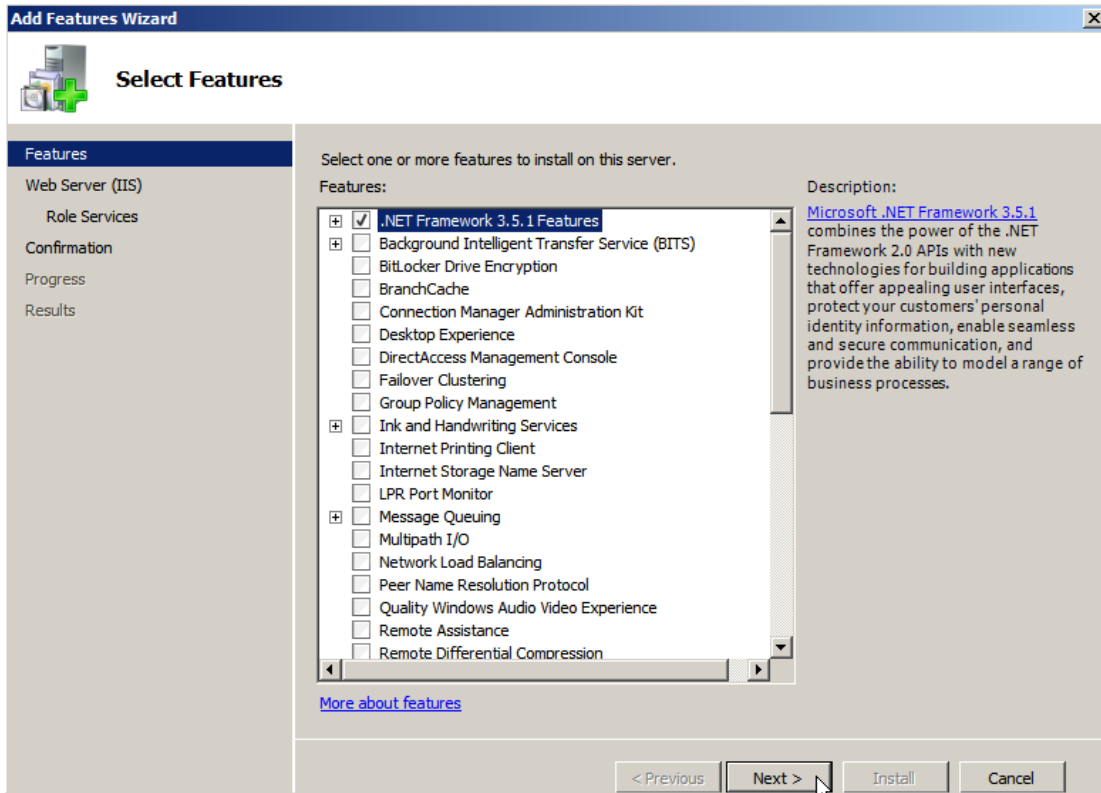 Add Features Wizard
Select Features
Features
Web Server (IIS)
Role Services
Confirmation
Progress
Results
Select one or more features to install on this server.
Features:
.NET Framework 3.5.1 Features
Background Intelligent Transfer Service (BITS)
BitLocker Drive Encryption
BranchCache
Connection Manager Administration Kit
Desktop Experience
DirectAccess Management Console
Failover Clustering
Group Policy Management
Ink and Handwriting Services
Internet Printing Client
Internet Storage Name Server
LPR Port Monitor
Message Queuing
Multipath I/O
Network Load Balancing
Peer Name Resolution Protocol
Quality Windows Audio Video Experience
Remote Assistance
Remote Differential Compression
More about features
Description:
Microsoft .NET Framework 3.5.1
combines the power of the .NET
Framework 2.0 APIs with new
technologies for building applications
that offer appealing user interfaces,
protect your customers' personal
identity information, enable seamless
and secure communication, and
provide the ability to model a range of
business processes.
< Previous
Next >
Install
Cancel